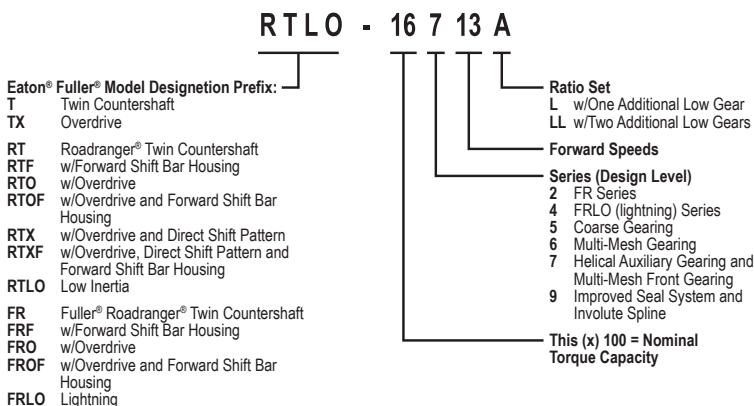 RTLO - 16 7 13 A
Eaton® Fuller® Model Designetion Prefix:
T Twin Countershaft
TX Overdrive
RT Roadranger® Twin Countershaft
RTF w/Forward Shift Bar Housing
RTO w/Overdrive
RTOF w/Overdrive and Forward Shift Bar
Housing
RTX w/Overdrive and Direct Shift Pattern
RTXF w/Overdrive, Direct Shift Pattern and
Forward Shift Bar Housing
RTLO Low Inertia
FR Fuller® Roadranger® Twin Countershaft
FRF w/Forward Shift Bar Housing
FRO w/Overdrive
FROF w/Overdrive and Forward Shift Bar
Housing
FRLO Lightning
Ratio Set
L w/One Additional Low Gear
LL w/Two Additional Low Gears
Forward Speeds
Series (Design Level)
2 FR Series
4 FRLO (lightning) Series
5 Coarse Gearing
6 Multi-Mesh Gearing
7 Helical Auxiliary Gearing and
Multi-Mesh Front Gearing
9 Improved Seal System and
Involute Spline
This (x) 100 = Nominal
Torque Capacity